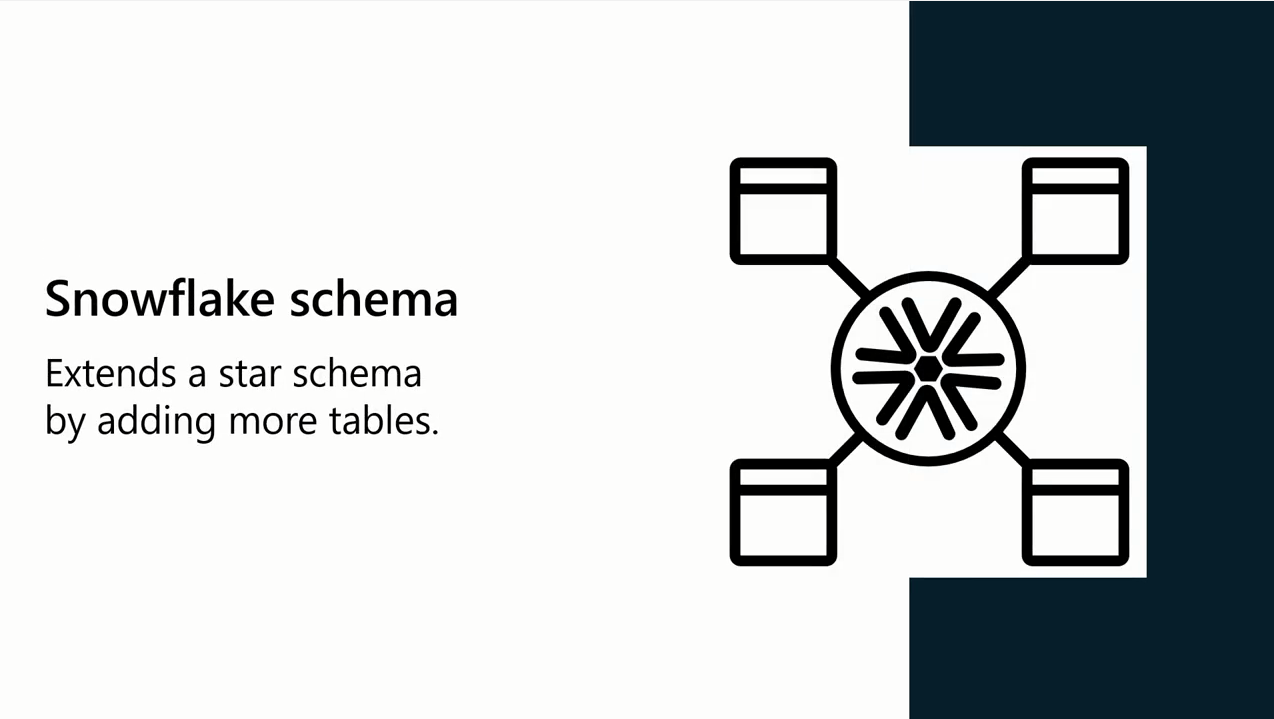 Snowflake schema
Extends a star schema
by adding more tables.